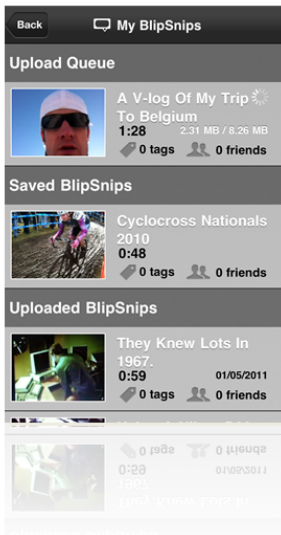 Back
My BlipSnips
Upload Queue
A V-log Of My Trip
To Belgium
1:28 2.31 MB / 8.26 MB
0 tags 0 friends
Saved BlipSnips
Cyclocross Nationals
2010
0:48
0 tags 0 friends
Uploaded BlipSnips
They Knew Lots In
1967.
0:59 01/05/2011
0 tags 0 friends